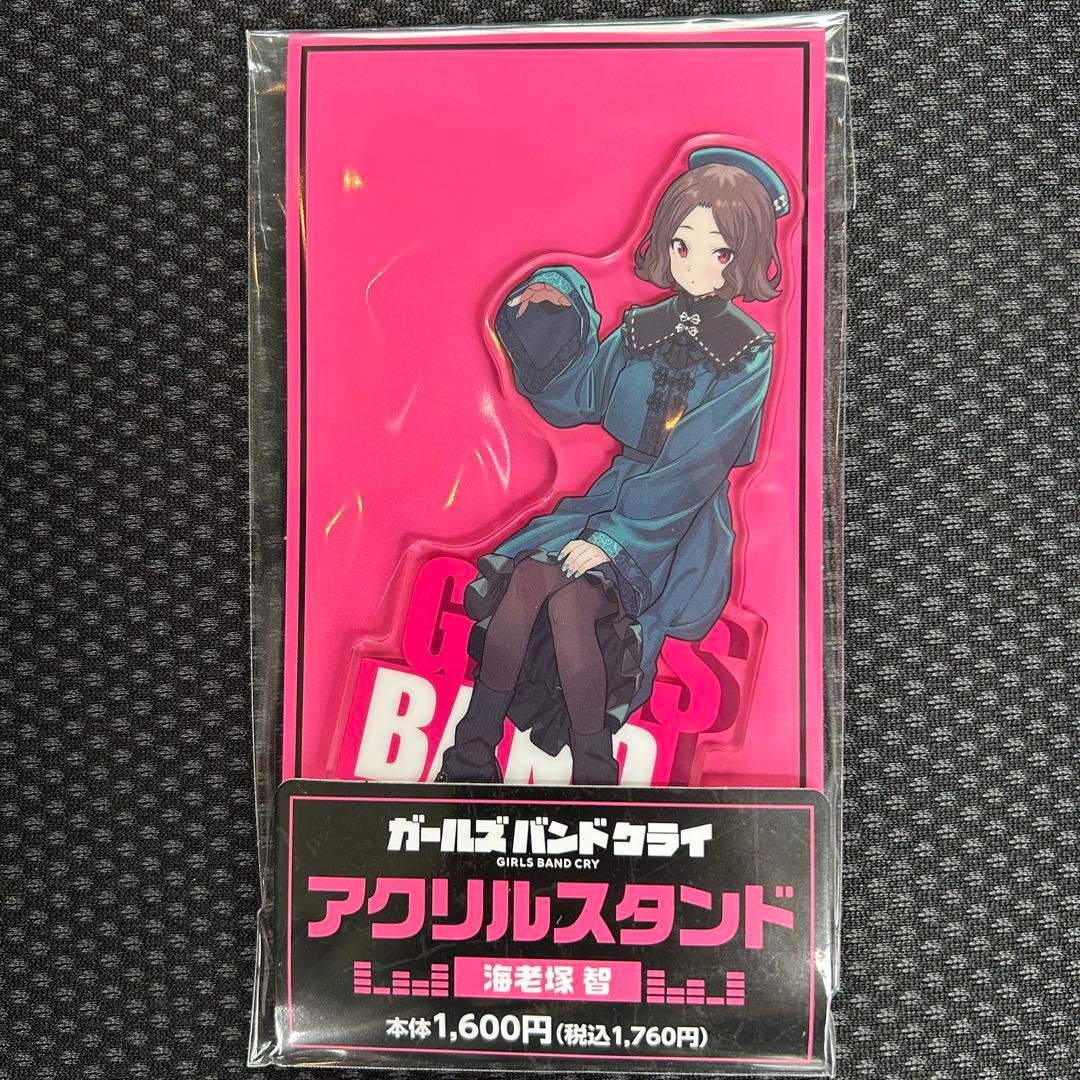 GIRLS
BAND
ガールズバンドクライ
GIRLS BAND CRY
アクリルスタンド
海老塚 智
本体1,600円(税込1,760円)